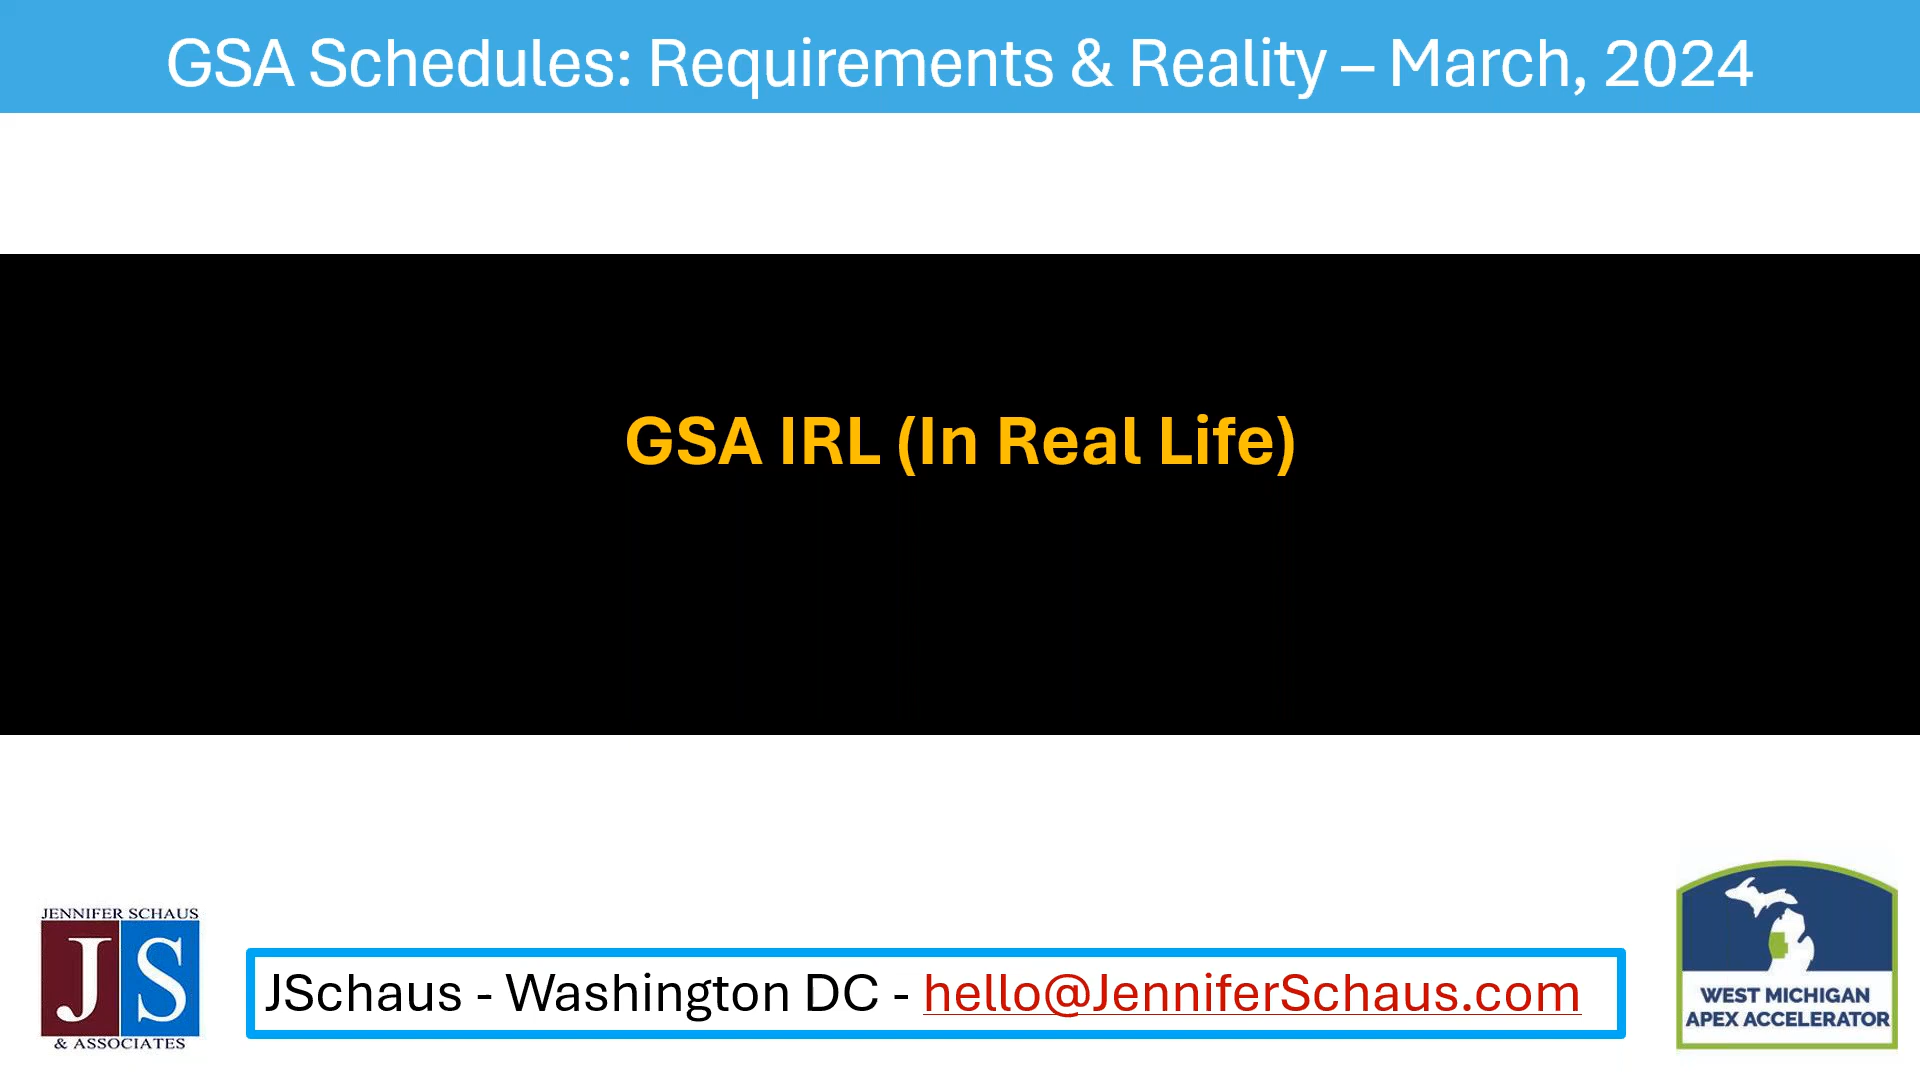 GSA Schedules: Requirements & Reality – March, 2024
GSA IRL (In Real Life)
JENNIFER SCHAUS
JS
& ASSOCIATES
JSchaus - Washington DC - hello@JenniferSchaus.com
WEST MICHIGAN
APEX ACCELERATOR